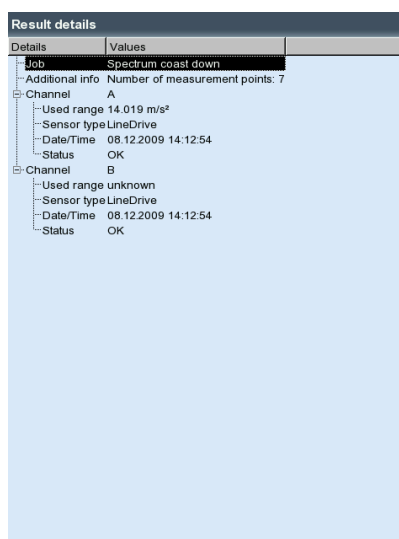 Result details
Details Values
Job Spectrum coast down
Additional info Number of measurement points: 7
Channel A
Used range 14.019 m/s²
Sensor type LineDrive
Date/Time 08.12.2009 14:12:54
Status OK
Channel B
Used range unknown
Sensor type LineDrive
Date/Time 08.12.2009 14:12:54
Status OK